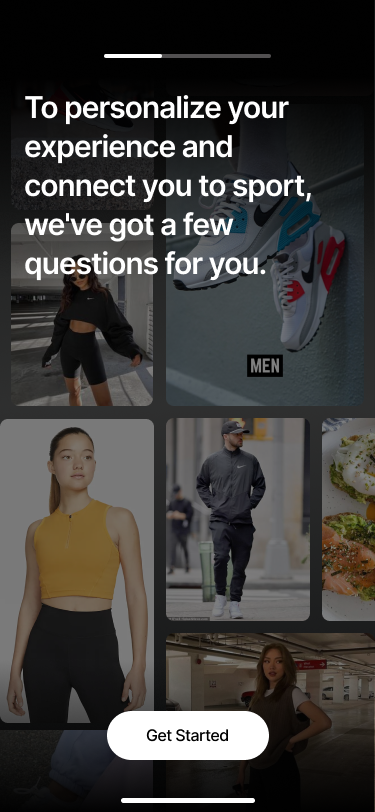 To personalize your
experience and
connect you to sport,
we've got a few
questions for you.
MEN
Get Started